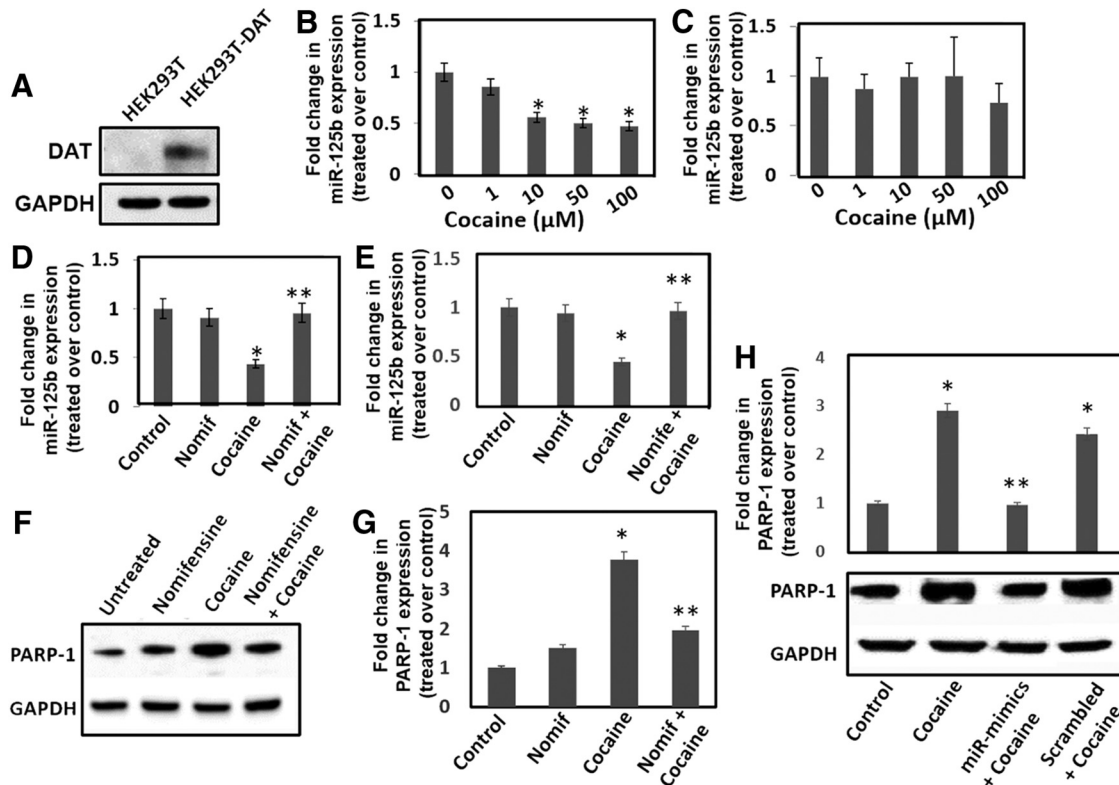 A
HEK293T
HEK293T-DAT
DAT
GAPDH
B
Fold change in
miR-125b expression
(treated over control)
1.5
1
0.5
0
*
*
*
0
1
10
50
100
Cocaine (µM)
C
Fold change in
miR-125b expression
(treated over control)
1.5
1
0.5
0
0
1
10
50
100
Cocaine (µM)
D
Fold change in
miR-125b expression
(treated over control)
1.5
1
0.5
0
*
**
Control
Nomif
Cocaine
Nomif +
Cocaine
E
Fold change in
miR-125b expression
(treated over control)
1.5
1
0.5
0
*
**
Control
Nomif
Cocaine
Nomife +
Cocaine
F
Untreated
Nomifensine
Cocaine
Nomifensine
+ Cocaine
PARP-1
GAPDH
G
Fold change in
PARP-1 expression
(treated over control)
5
4
3
2
1
0
*
**
Control
Nomif
Cocaine
Nomif +
Cocaine
H
Fold change in
PARP-1 expression
(treated over control)
4
3
2
1
0
*
**
*
PARP-1
GAPDH
Control
Cocaine
miR-mimics
+ Cocaine
Scrambled
+ Cocaine